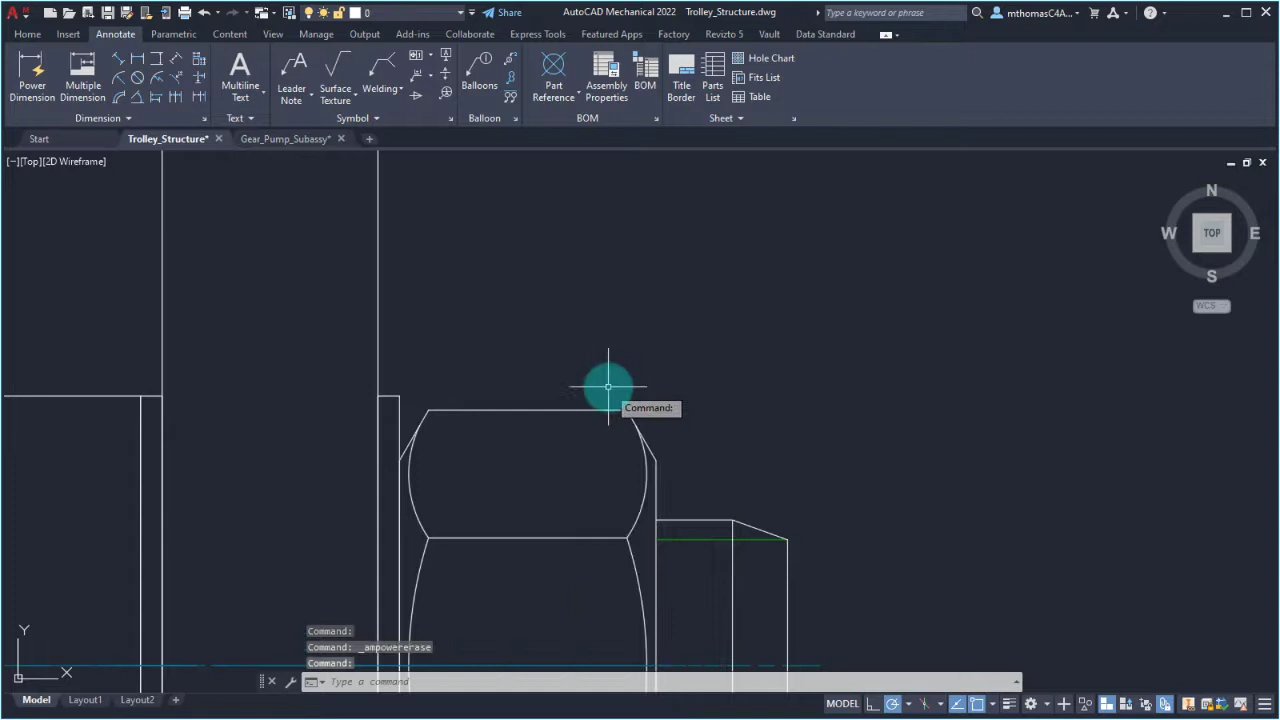 0
Share
AutoCAD Mechanical 2022 Trolley_Structure.dwg
Type a keyword or phrase
mthomasC4A...
Home Insert Annotate Parametric Content View Manage Output Add-ins Collaborate Express Tools Featured Apps Factory Revizto 5 Vault Data Standard
Power Dimension
Multiple Dimension
Multiline Text
Leader Note
Surface Texture
Welding
Balloons
Part Reference
Assembly Properties
BOM
Title Border
Parts List
Hole Chart
Fits List
Table
Dimension Text Symbol Balloon BOM Sheet
Start Trolley_Structure* Gear_Pump_Subassy*
[−][Top][2D Wireframe]
N
W TOP E
S
WCS
Command:
Y
X
Command:
Command: _ampowererase
Command:
Type a command
Model Layout1 Layout2
MODEL